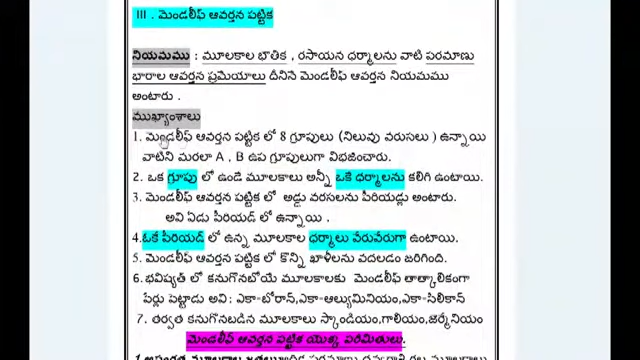 III . మెండలీఫ్ ఆవర్తన పట్టిక
నియమము : మూలకాల భౌతిక , రసాయన ధర్మాలను వాటి పరమాణు
భారాల ఆవర్తన ప్రమేయాలు దీనినే మెండలీఫ్ ఆవర్తన నియమము
అంటారు .
ముఖ్యాంశాలు
1. మెండలీఫ్ ఆవర్తన పట్టిక లో 8 గ్రూపులు (నిలువు వరుసలు ) ఉన్నాయి
వాటిని మరలా A , B ఉప గ్రూపులుగా విభజించారు.
2. ఒక గ్రూపు లో ఉండే మూలకాలు అన్నీ ఒకే ధర్మాలను కలిగి ఉంటాయి.
3. మెండలీఫ్ ఆవర్తన పట్టిక లో అడ్డు వరసలను పీరియడ్లు అంటారు.
అవి ఏడు పీరియడ్ లో ఉన్నాయి .
4.ఓకే పీరియడ్ లో ఉన్న మూలకాల ధర్మాలు వేరువేరుగా ఉంటాయి.
5. మెండలీఫ్ ఆవర్తన పట్టిక లో కొన్ని ఖాళీలను వదలడం జరిగింది.
6.భవిష్యత్ లో కనుగొనబోయే మూలకాలకు మెండలీఫ్ తాత్కాలికంగా
పేర్లు పెట్టాడు అవి : ఎకా-బోరాన్,ఎకా-ఆల్యుమినియం,ఎకా-సిలికాన్
7. తర్వత కనుగొనబడిన మూలకాలు స్కాండియం,గాలియం,జెర్మేనియం
మెండలీఫ్ ఆవర్తన పట్టిక యొక్క పరిమితులు.